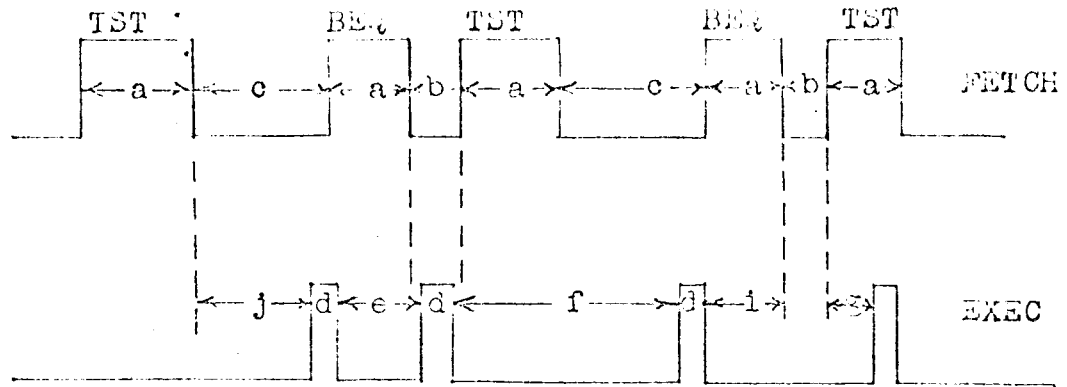 TST BEQ TST BEQ TST
a c a b a c a b a FETCH
j d e d f d i g EXEC